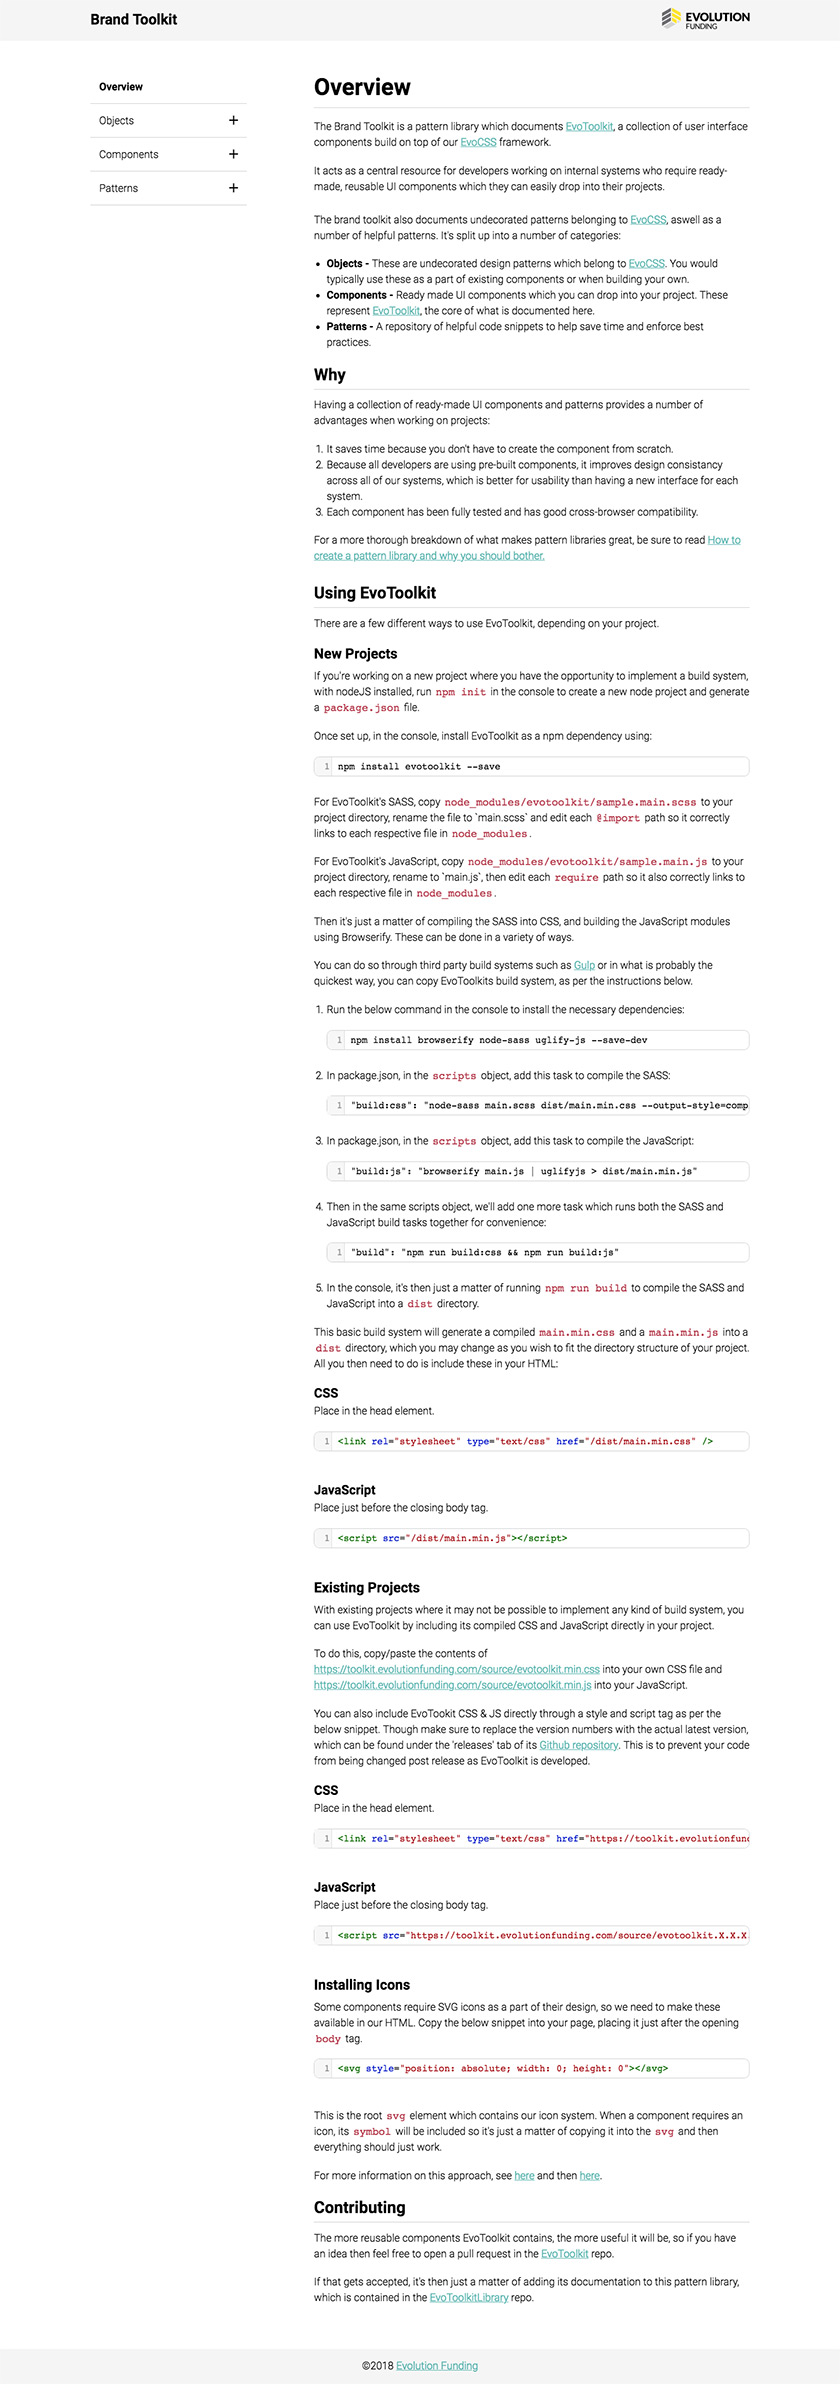 Brand Toolkit
EVOLUTION
FUNDING
Overview
Objects
Components
Patterns
Overview
The Brand Toolkit is a pattern library which documents EvoToolkit, a collection of user interface
components build on top of our EvoCSS framework.
It acts as a central resource for developers working on internal systems who require ready-
made, reusable UI components which they can easily drop into their projects.
The brand toolkit also documents undecorated patterns belonging to EvoCSS, aswell as a
number of helpful patterns. It's split up into a number of categories:
• Objects - These are undecorated design patterns which belong to EvoCSS. You would
typically use these as a part of existing components or when building your own.
• Components - Ready made UI components which you can drop into your project. These
represent EvoToolkit, the core of what is documented here.
• Patterns - A repository of helpful code snippets to help save time and enforce best
practices.
Why
Having a collection of ready-made UI components and patterns provides a number of
advantages when working on projects:
1. It saves time because you don't have to create the component from scratch.
2. Because all developers are using pre-built components, it improves design consistancy
across all of our systems, which is better for usability than having a new interface for each
system.
3. Each component has been fully tested and has good cross-browser compatibility.
For a more thorough breakdown of what makes pattern libraries great, be sure to read How to
create a pattern library and why you should bother.
Using EvoToolkit
There are a few different ways to use EvoToolkit, depending on your project.
New Projects
If you're working on a new project where you have the opportunity to implement a build system,
with nodeJS installed, run npm init in the console to create a new node project and generate
a package.json file.
Once set up, in the console, install EvoToolkit as a npm dependency using:
1 npm install evotoolkit --save
For EvoToolkit's SASS, copy node_modules/evotoolkit/sample.main.scss to your
project directory, rename the file to `main.scss` and edit each @import path so it correctly
links to each respective file in node_modules.
For EvoToolkit's JavaScript, copy node_modules/evotoolkit/sample.main.js to your
project directory, rename to `main.js`, then edit each require path so it also correctly links to
each respective file in node_modules.
Then it's just a matter of compiling the SASS into CSS, and building the JavaScript modules
using Browserify. These can be done in a variety of ways.
You can do so through third party build systems such as Gulp or in what is probably the
quickest way, you can copy EvoToolkits build system, as per the instructions below.
1. Run the below command in the console to install the necessary dependencies:
1 npm install browserify node-sass uglify-js --save-dev
2. In package.json, in the scripts object, add this task to compile the SASS:
1 "build:css": "node-sass main.scss dist/main.min.css --output-style=comp
3. In package.json, in the scripts object, add this task to compile the JavaScript:
1 "build:js": "browserify main.js | uglifyjs > dist/main.min.js"
4. Then in the same scripts object, we'll add one more task which runs both the SASS and
JavaScript build tasks together for convenience:
1 "build": "npm run build:css && npm run build:js"
5. In the console, it's then just a matter of running npm run build to compile the SASS and
JavaScript into a dist directory.
This basic build system will generate a compiled main.min.css and a main.min.js into a
dist directory, which you may change as you wish to fit the directory structure of your project.
All you then need to do is include these in your HTML:
CSS
Place in the head element.
1 <link rel="stylesheet" type="text/css" href="/dist/main.min.css" />
JavaScript
Place just before the closing body tag.
1 <script src="/dist/main.min.js"></script>
Existing Projects
With existing projects where it may not be possible to implement any kind of build system, you
can use EvoToolkit by including its compiled CSS and JavaScript directly in your project.
To do this, copy/paste the contents of
https://toolkit.evolutionfunding.com/source/evotoolkit.min.css into your own CSS file and
https://toolkit.evolutionfunding.com/source/evotoolkit.min.js into your JavaScript.
You can also include EvoTookit CSS & JS directly through a style and script tag as per the
below snippet. Though make sure to replace the version numbers with the actual latest version,
which can be found under the 'releases' tab of its Github repository. This is to prevent your code
from being changed post release as EvoToolkit is developed.
CSS
Place in the head element.
1 <link rel="stylesheet" type="text/css" href="https://toolkit.evolutionfunc
JavaScript
Place just before the closing body tag.
1 <script src="https://toolkit.evolutionfunding.com/source/evotoolkit.X.X.X
Installing Icons
Some components require SVG icons as a part of their design, so we need to make these
available in our HTML. Copy the below snippet into your page, placing it just after the opening
body tag.
1 <svg style="position: absolute; width: 0; height: 0"></svg>
This is the root svg element which contains our icon system. When a component requires an
icon, its symbol will be included so it's just a matter of copying it into the svg and then
everything should just work.
For more information on this approach, see here and then here.
Contributing
The more reusable components EvoToolkit contains, the more useful it will be, so if you have
an idea then feel free to open a pull request in the EvoToolkit repo.
If that gets accepted, it's then just a matter of adding its documentation to this pattern library,
which is contained in the EvoToolkitLibrary repo.
©2018 Evolution Funding